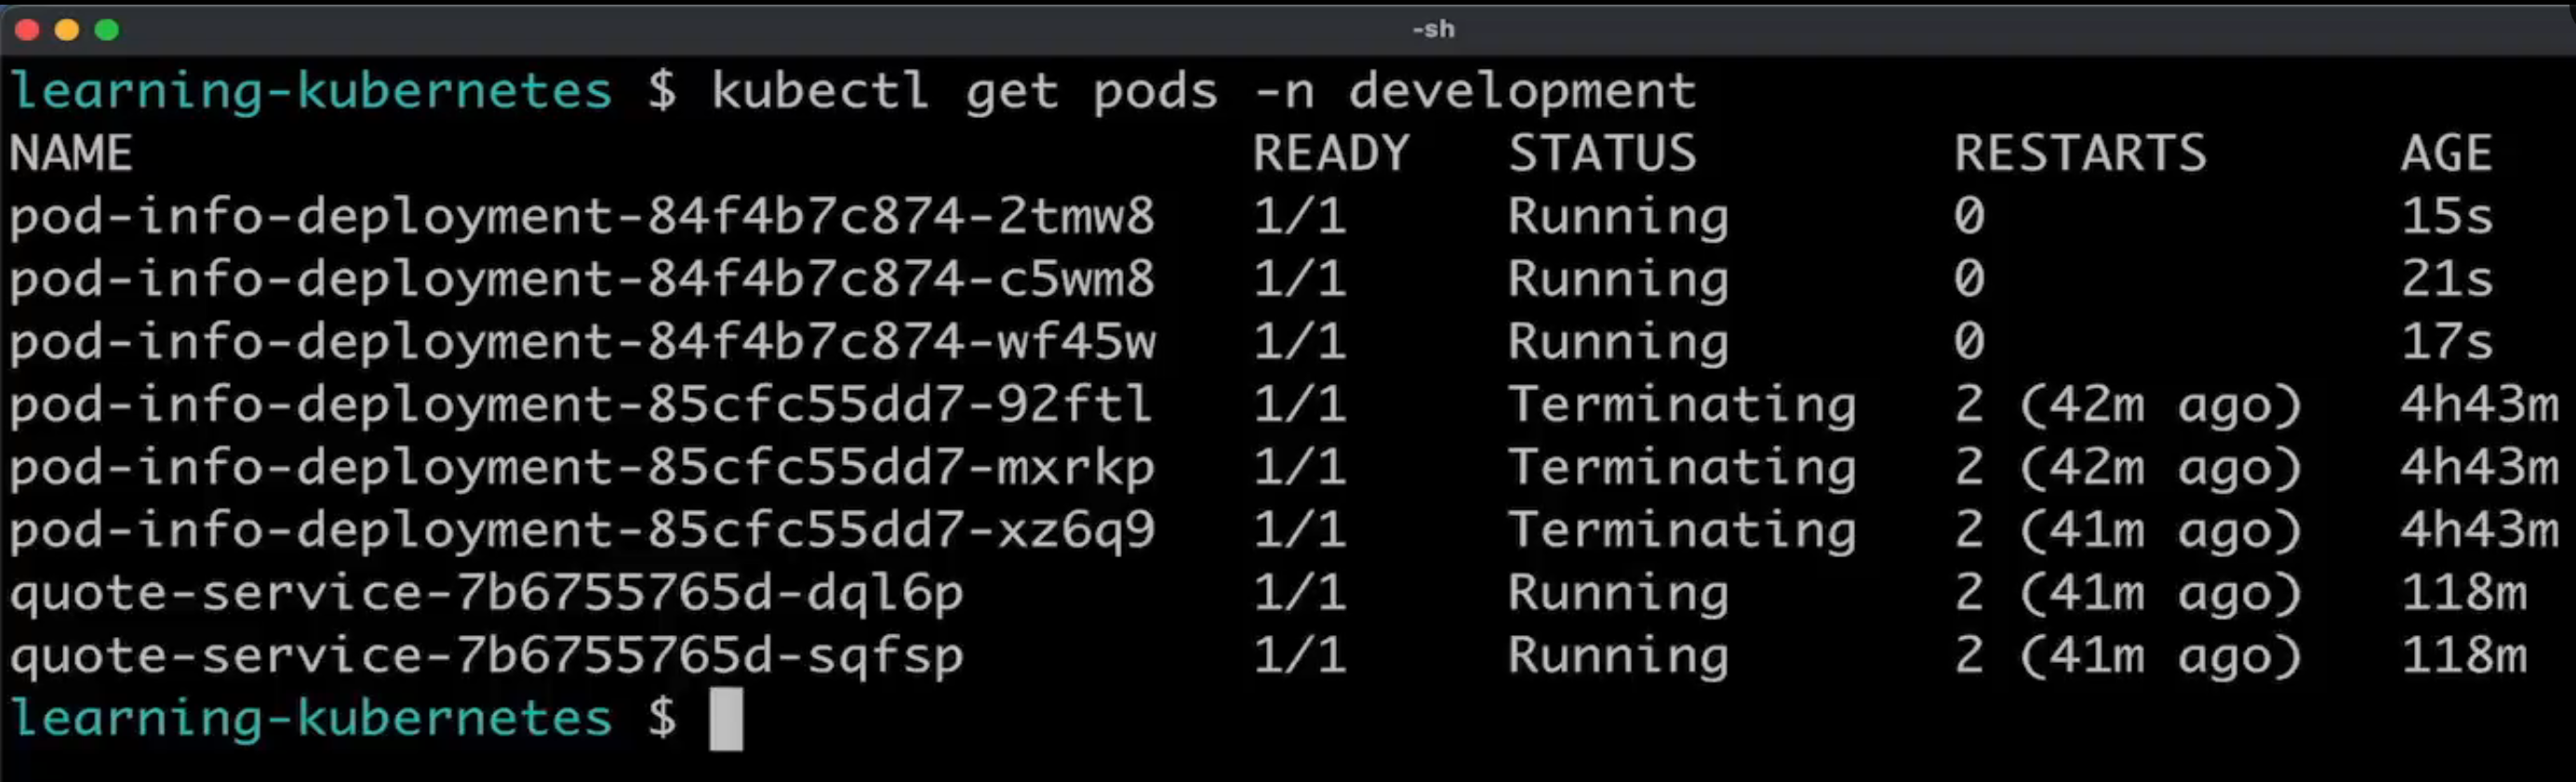 -sh
learning-kubernetes $ kubectl get pods -n development
NAME READY STATUS RESTARTS AGE
pod-info-deployment-84f4b7c874-2tmw8 1/1 Running 0 15s
pod-info-deployment-84f4b7c874-c5wm8 1/1 Running 0 21s
pod-info-deployment-84f4b7c874-wf45w 1/1 Running 0 17s
pod-info-deployment-85cfc55dd7-92ftl 1/1 Terminating 2 (42m ago) 4h43m
pod-info-deployment-85cfc55dd7-mxrkp 1/1 Terminating 2 (42m ago) 4h43m
pod-info-deployment-85cfc55dd7-xz6q9 1/1 Terminating 2 (41m ago) 4h43m
quote-service-7b6755765d-dql6p 1/1 Running 2 (41m ago) 118m
quote-service-7b6755765d-sqfsp 1/1 Running 2 (41m ago) 118m
learning-kubernetes $